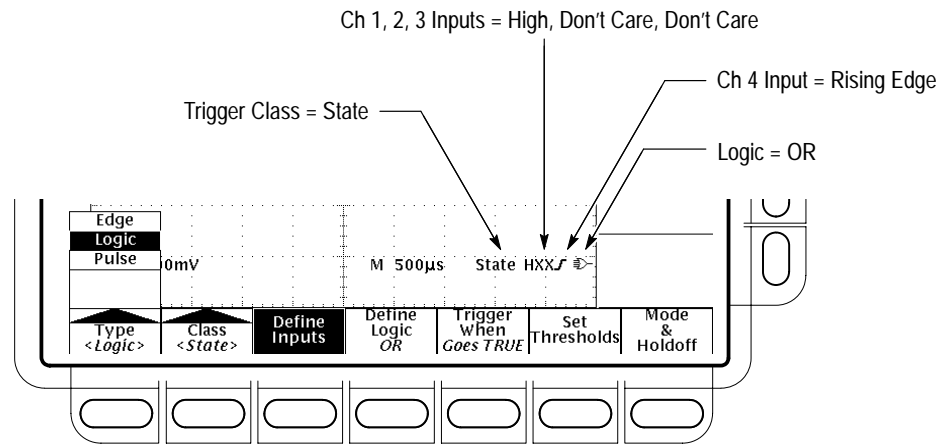 Ch 1, 2, 3 Inputs = High, Don't Care, Don't Care
Ch 4 Input = Rising Edge
Trigger Class = State
Logic = OR
Edge
Logic
Pulse
0mV
M 500µs
State HXX
Type
<Logic>
Class
<State>
Define
Inputs
Define
Logic
OR
Trigger
When
Goes TRUE
Set
Thresholds
Mode
&
Holdoff